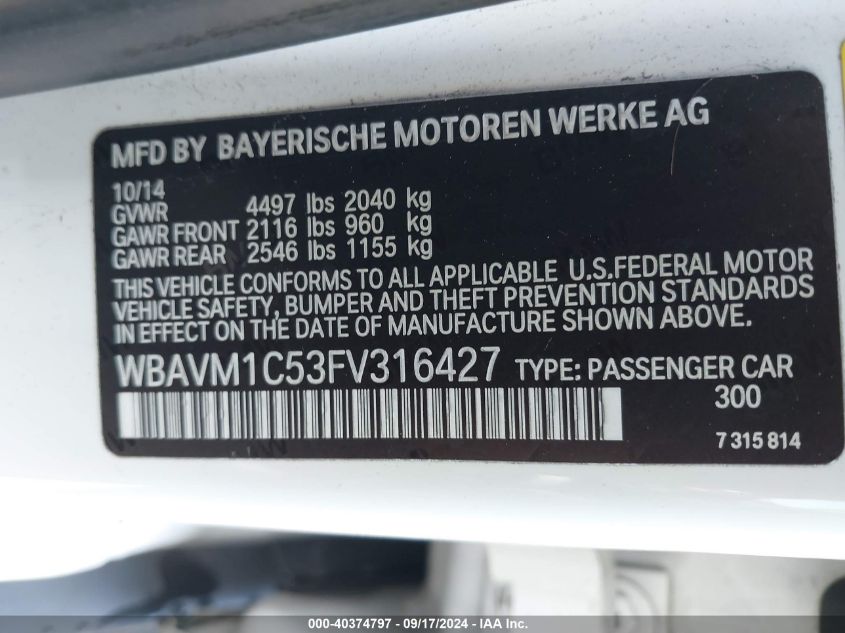 MFD BY BAYERISCHE MOTOREN WERKE AG
10/14
GVWR 4497 lbs 2040 kg
GAWR FRONT 2116 lbs 960 kg
GAWR REAR 2546 lbs 1155 kg
THIS VEHICLE CONFORMS TO ALL APPLICABLE U.S.FEDERAL MOTOR
VEHICLE SAFETY, BUMPER AND THEFT PREVENTION STANDARDS
IN EFFECT ON THE DATE OF MANUFACTURE SHOWN ABOVE.
WBAVM1C53FV316427 TYPE: PASSENGER CAR
300
7 315 814
000-40374797 - 09/17/2024 - IAA Inc.